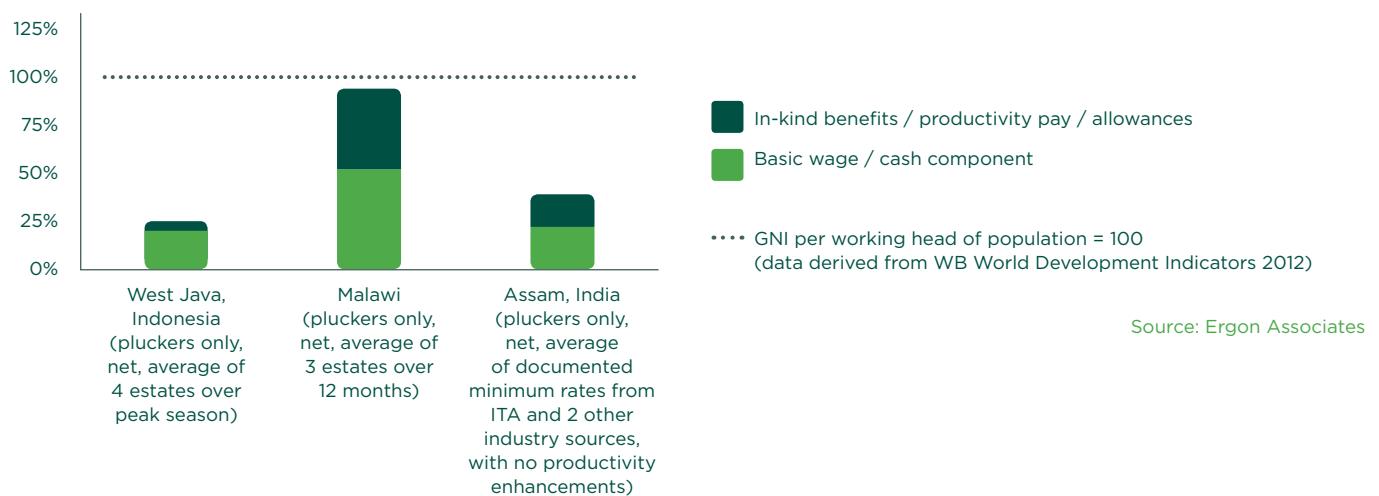 125%
100%
75%
50%
25%
0%
West Java,
Indonesia
(pluckers only,
net, average of
4 estates over
peak season)
Malawi
(pluckers only,
net, average of
3 estates over
12 months)
Assam, India
(pluckers only,
net, average
of documented
minimum rates from
ITA and 2 other
industry sources,
with no productivity
enhancements)
In-kind benefits / productivity pay / allowances
Basic wage / cash component
GNI per working head of population = 100
(data derived from WB World Development Indicators 2012)
Source: Ergon Associates